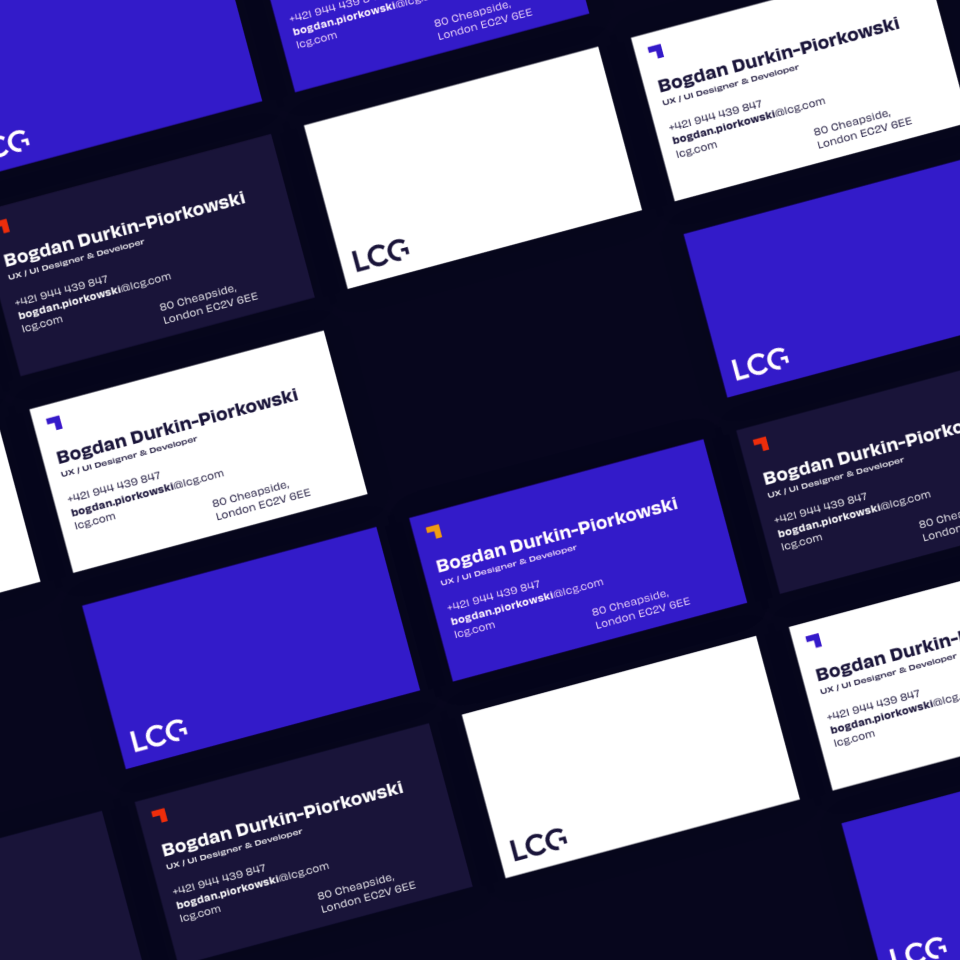 +421 944 439 847
bogdan.piorkowski@lcg.com
lcg.com
80 Cheapside,
London EC2V 6EE
Bogdan Durkin-Piorkowski
UX / UI Designer & Developer
+421 944 439 847
bogdan.piorkowski@lcg.com
lcg.com
80 Cheapside,
London EC2V 6EE
LCG
Bogdan Durkin-Piorkowski
UX / UI Designer & Developer
+421 944 439 847
bogdan.piorkowski@lcg.com
lcg.com
80 Cheapside,
London EC2V 6EE
LCG
LCG
Bogdan Durkin-Piorkowski
UX / UI Designer & Developer
+421 944 439 847
bogdan.piorkowski@lcg.com
lcg.com
80 Cheapside,
London EC2V 6EE
Bogdan Durkin-Piorkowski
UX / UI Designer & Developer
+421 944 439 847
bogdan.piorkowski@lcg.com
lcg.com
80 Cheapside,
London EC2V 6EE
Bogdan Durkin-Piorko
UX / UI Designer & Developer
+421 944 439 847
bogdan.piorkowski@lcg.com
lcg.com
80 Chea
London
LCG
Bogdan Durkin-
UX / UI Designer & Developer
+421 944 439 847
bogdan.piorkowski@lcg
lcg.com
Bogdan Durkin-Piorkowski
UX / UI Designer & Developer
+421 944 439 847
bogdan.piorkowski@lcg.com
lcg.com
80 Cheapside,
London EC2V 6EE
LCG
LCG